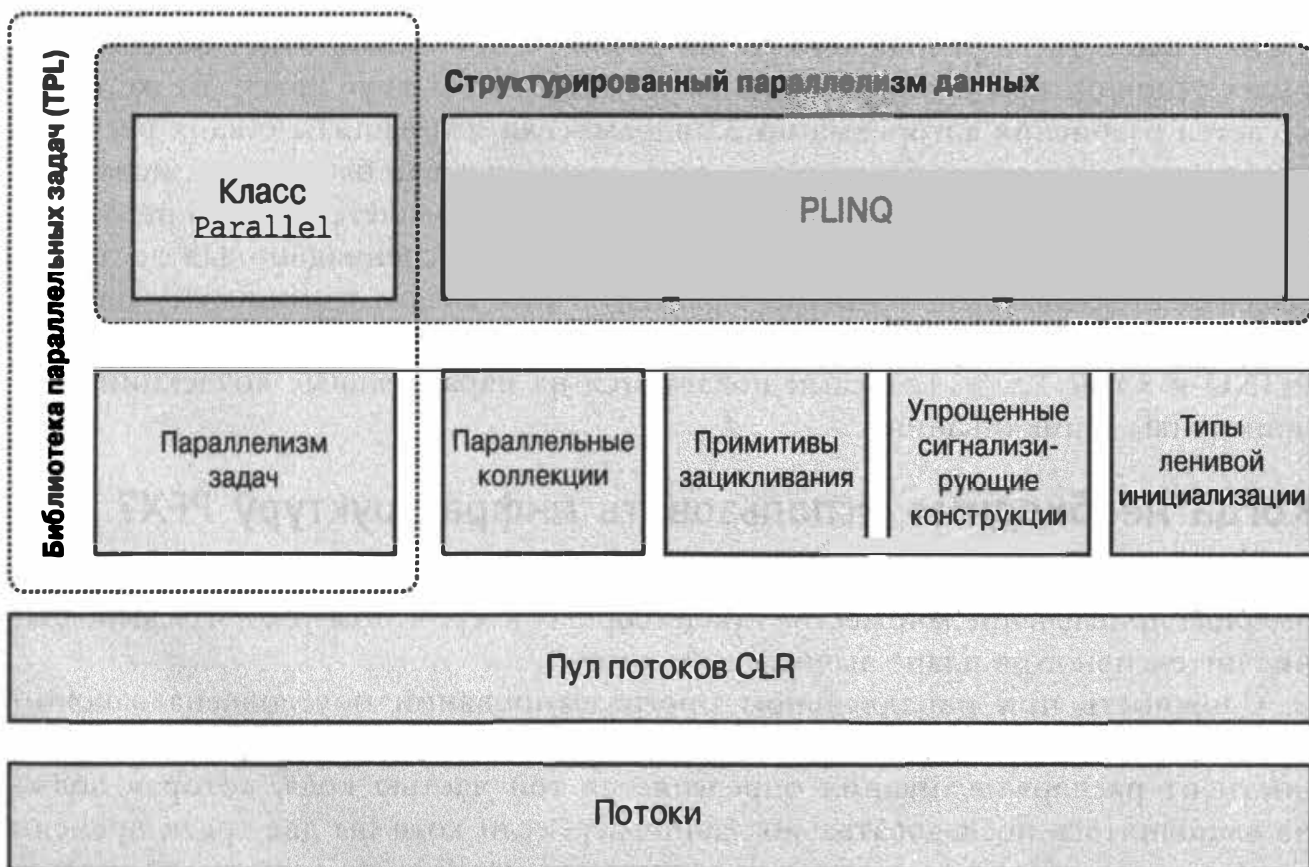 Библиотека параллельных задач (TPL)
Структурированный параллелизм данных
Класс
Parallel
PLINQ
Параллелизм
задач
Параллельные
коллекции
Примитивы
зацикливания
Упрощенные
сигнализи-
рующие
конструкции
Типы
ленивой
инициализации
Пул потоков CLR
Потоки